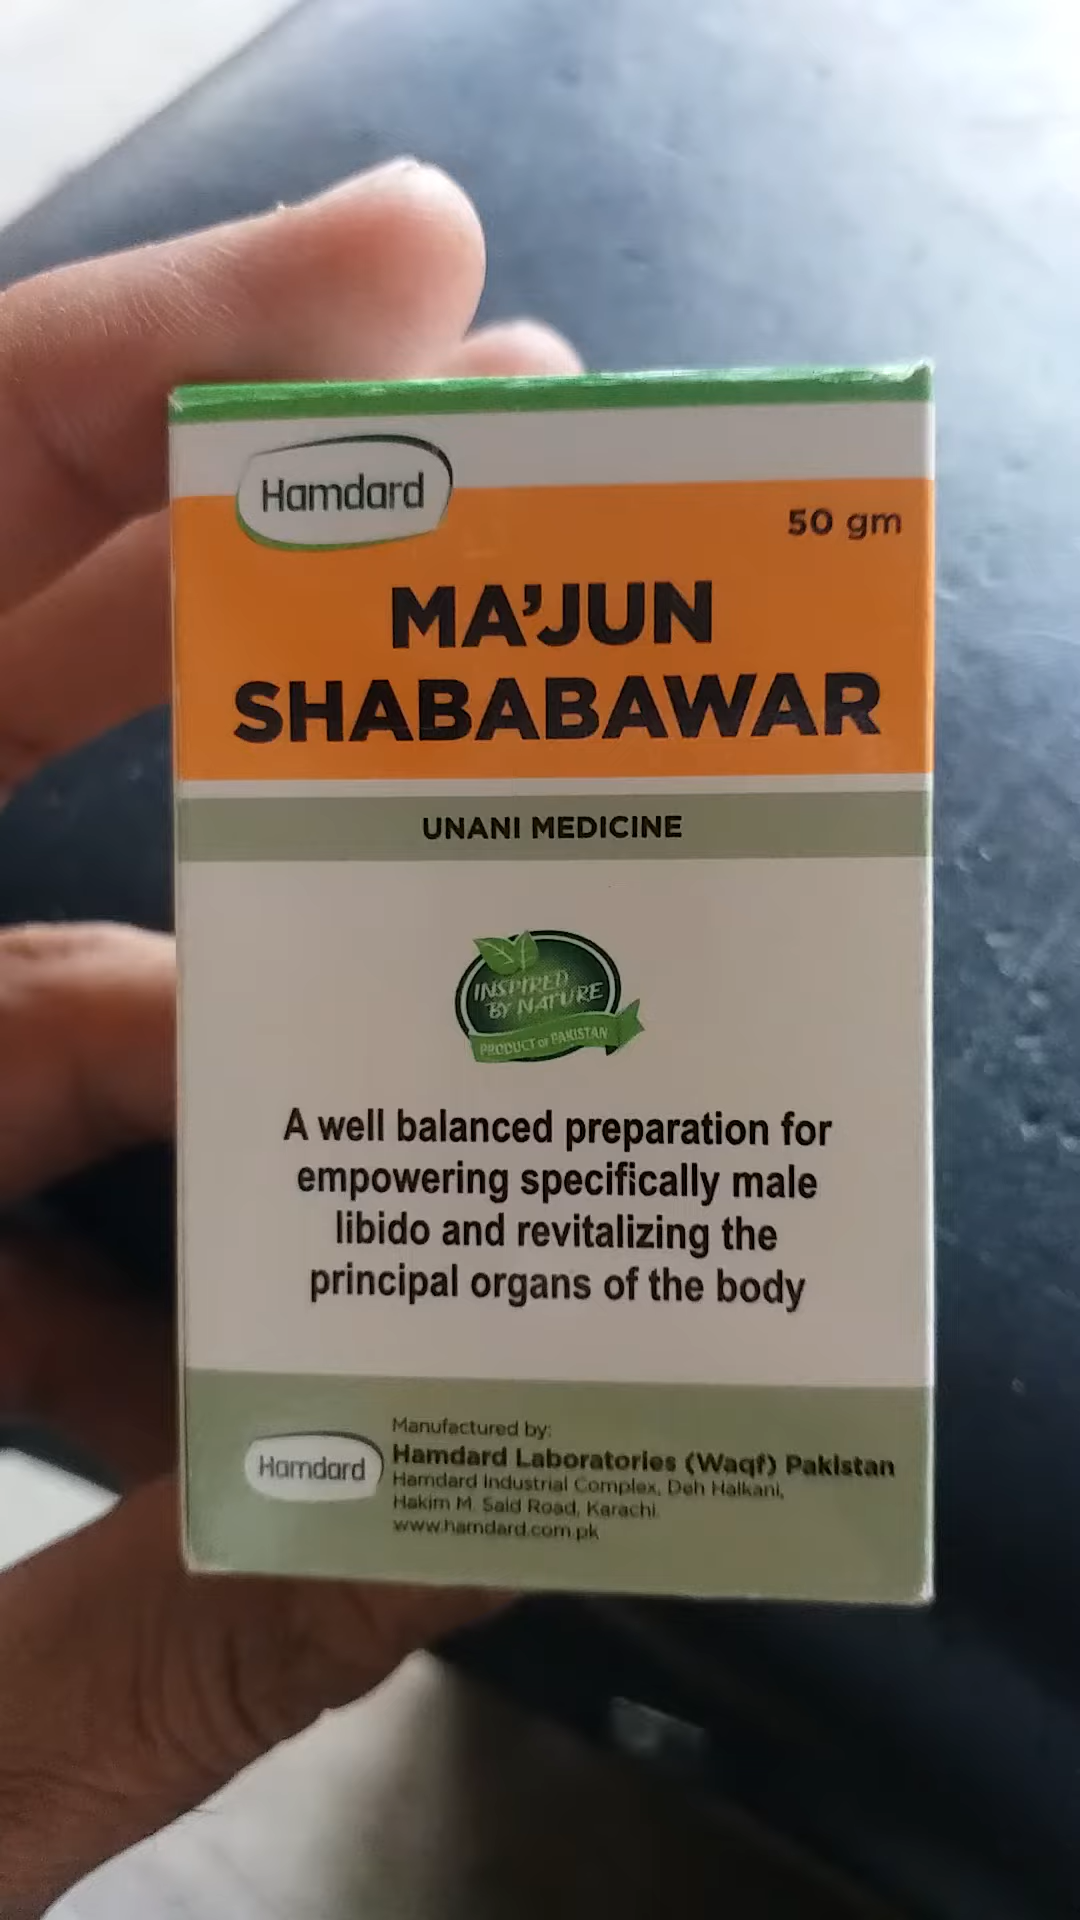 Hamdard
50 gm
MA’JUN
SHABABAWAR
UNANI MEDICINE
INSPIRED
BY NATURE
PRODUCT of PAKISTAN
A well balanced preparation for
empowering specifically male
libido and revitalizing the
principal organs of the body
Manufactured by:
Hamdard
Hamdard Laboratories (Waqf) Pakistan
Hamdard Industrial Complex, Deh Halkani,
Hakim M. Said Road, Karachi.
www.hamdard.com.pk